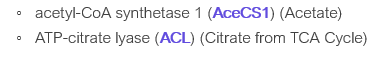 ◦ acetyl-CoA synthetase 1 (AceCS1) (Acetate)
◦ ATP-citrate lyase (ACL) (Citrate from TCA Cycle)